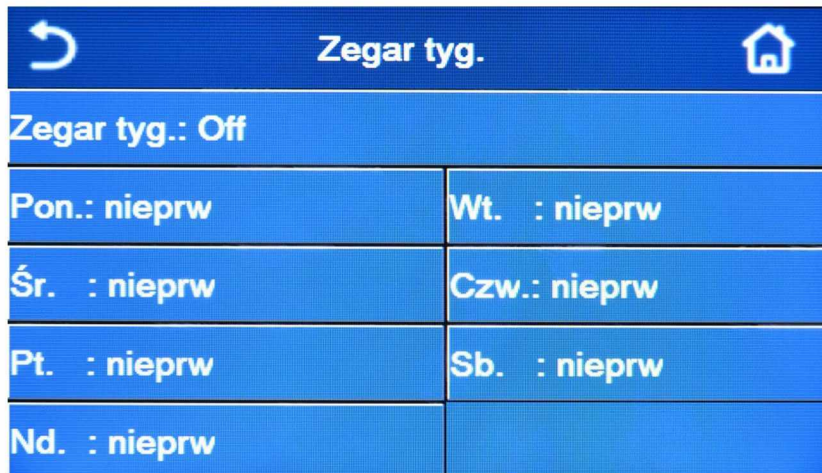 Zegar tyg.
Zegar tyg.: Off
Pon.: nieprw
Wt. : nieprw
Śr. : nieprw
Czw.: nieprw
Pt. : nieprw
Sb. : nieprw
Nd. : nieprw